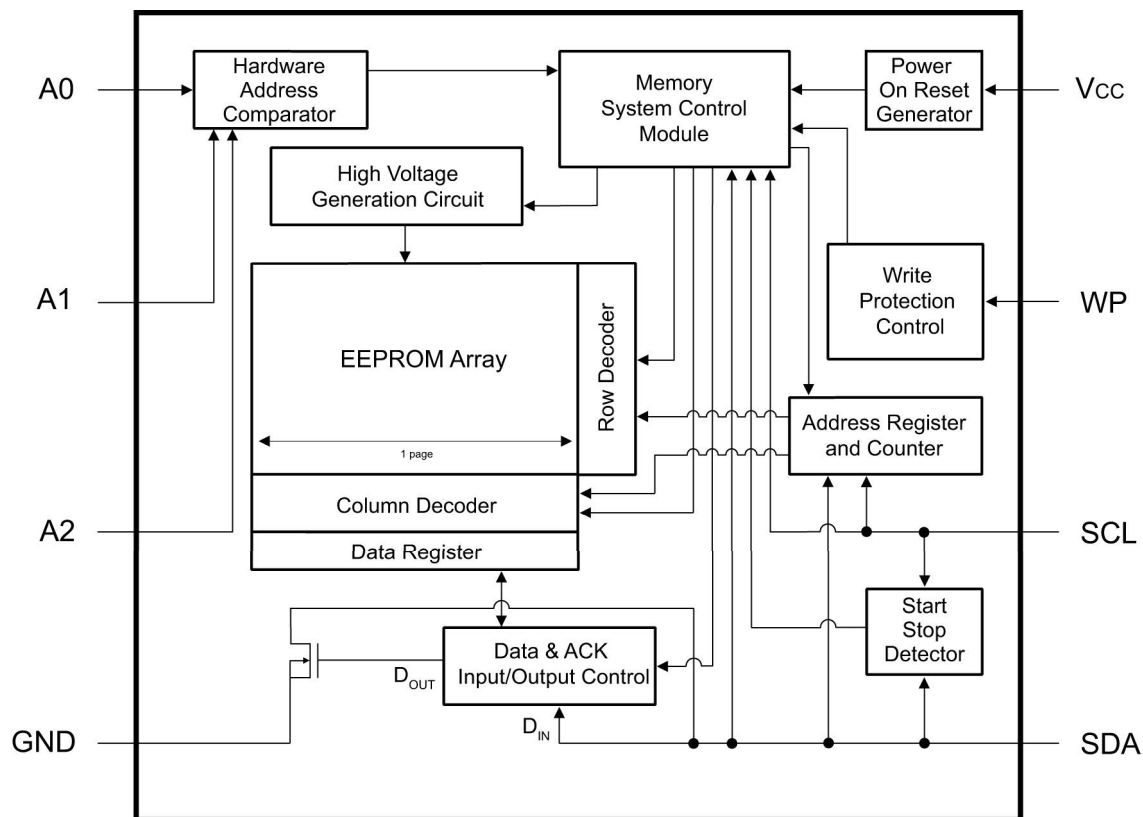 A0
Hardware
Address
Comparator
Memory
System Control
Module
Power
On Reset
Generator
VCC
High Voltage
Generation Circuit
A1
EEPROM Array
Row Decoder
1 page
Write
Protection
Control
WP
Address Register
and Counter
A2
Column Decoder
Data Register
SCL
Start
Stop
Detector
Data & ACK
Input/Output Control
DOUT
DIN
GND
SDA